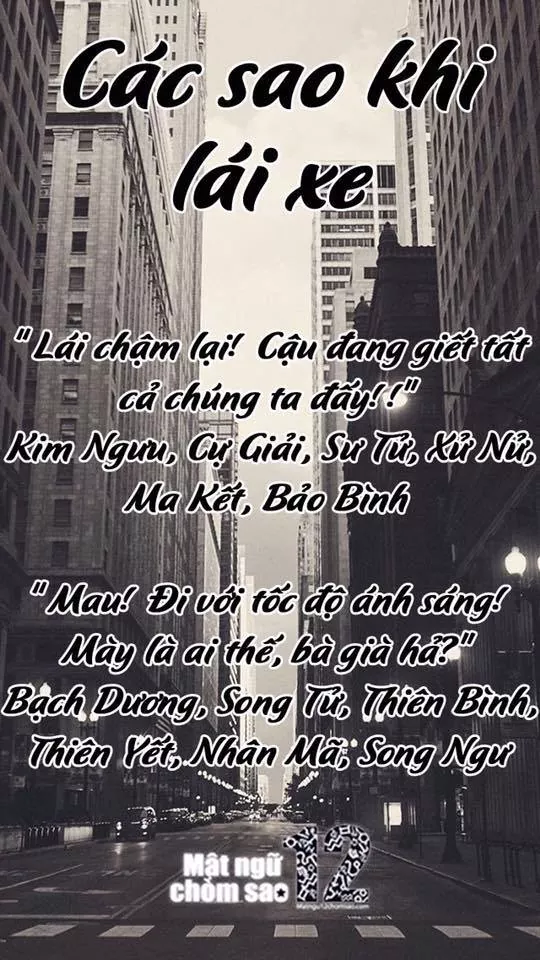 Các sao khi
lái xe
"Lái chậm lại! Cậu đang giết tất
cả chúng ta đấy!!"
Kim Ngưu, Cự Giải, Sư Tử, Xử Nữ,
Ma Kết, Bảo Bình
"Mau! Đi với tốc độ ánh sáng!
Mày là ai thế, bà già hả?"
Bạch Dương, Song Tử, Thiên Bình,
Thiên Yết, Nhân Mã, Song Ngư
Mật ngữ
chòm sao 12
Matngu12chomsao.com